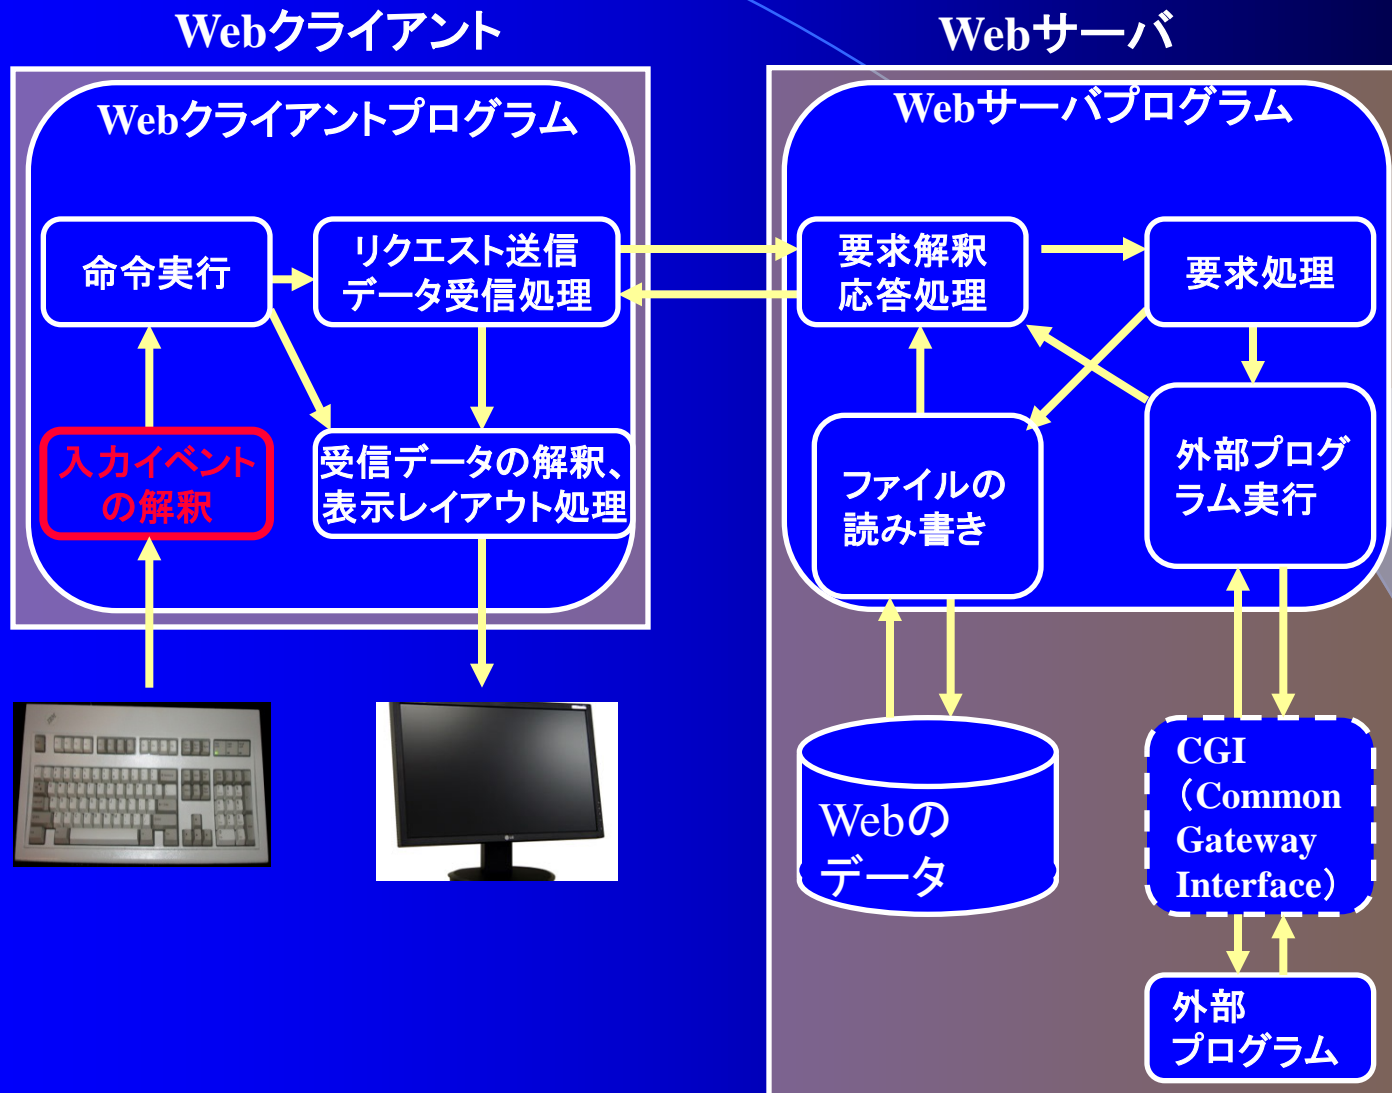 Webクライアント
Webサーバ
Webクライアントプログラム
Webサーバプログラム
命令実行
リクエスト送信
データ受信処理
要求解釈
応答処理
要求処理
入力イベント
の解釈
受信データの解釈、
表示レイアウト処理
ファイルの
読み書き
外部プログ
ラム実行
Webの
データ
CGI
（Common
Gateway
Interface）
外部
プログラム